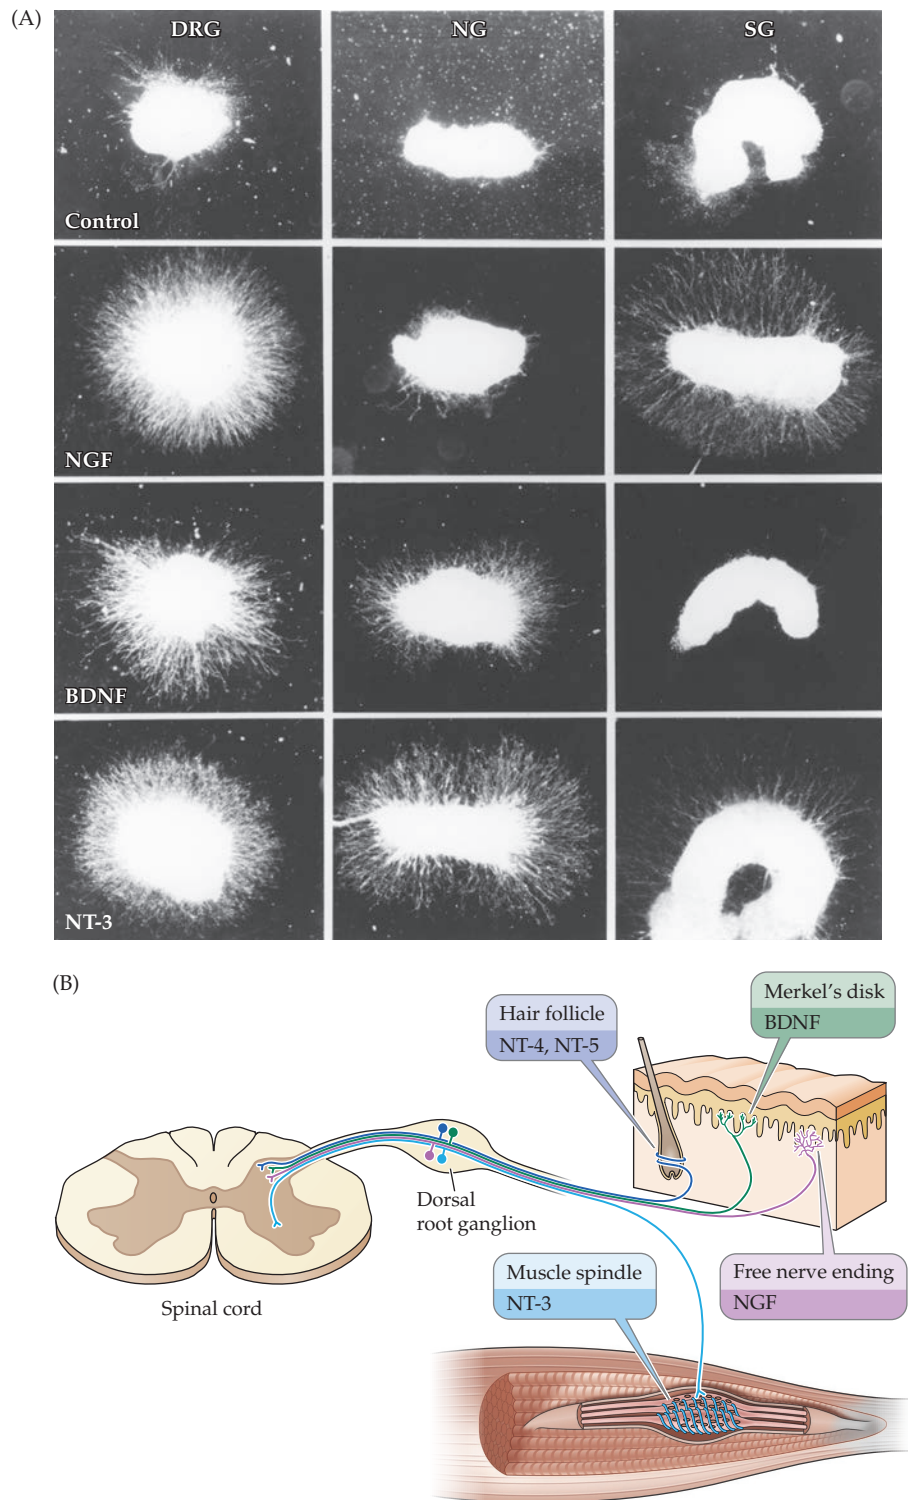 (A)
DRG NG SG
Control
NGF
BDNF
NT-3
(B)
Merkel's disk
BDNF
Hair follicle
NT-4, NT-5
Dorsal
root ganglion
Spinal cord
Muscle spindle
NT-3
Free nerve ending
NGF